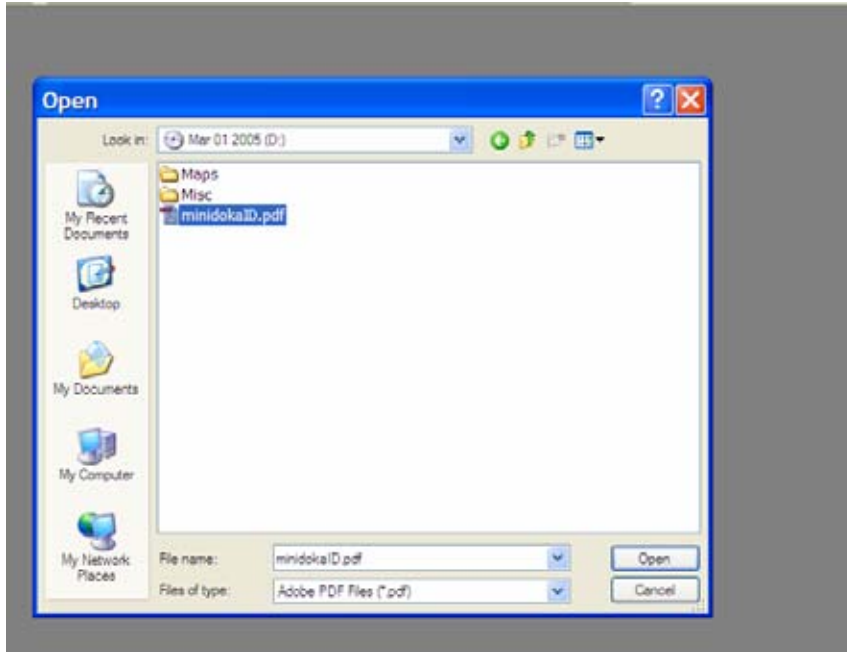 Open
Look in: Mar 01 2005 (D:)
Maps
Misc
minidokaID.pdf
My Recent
Documents
Desktop
My Documents
My Computer
My Network
Places
File name: minidokaID.pdf Open
Files of type: Adobe PDF Files (*.pdf) Cancel